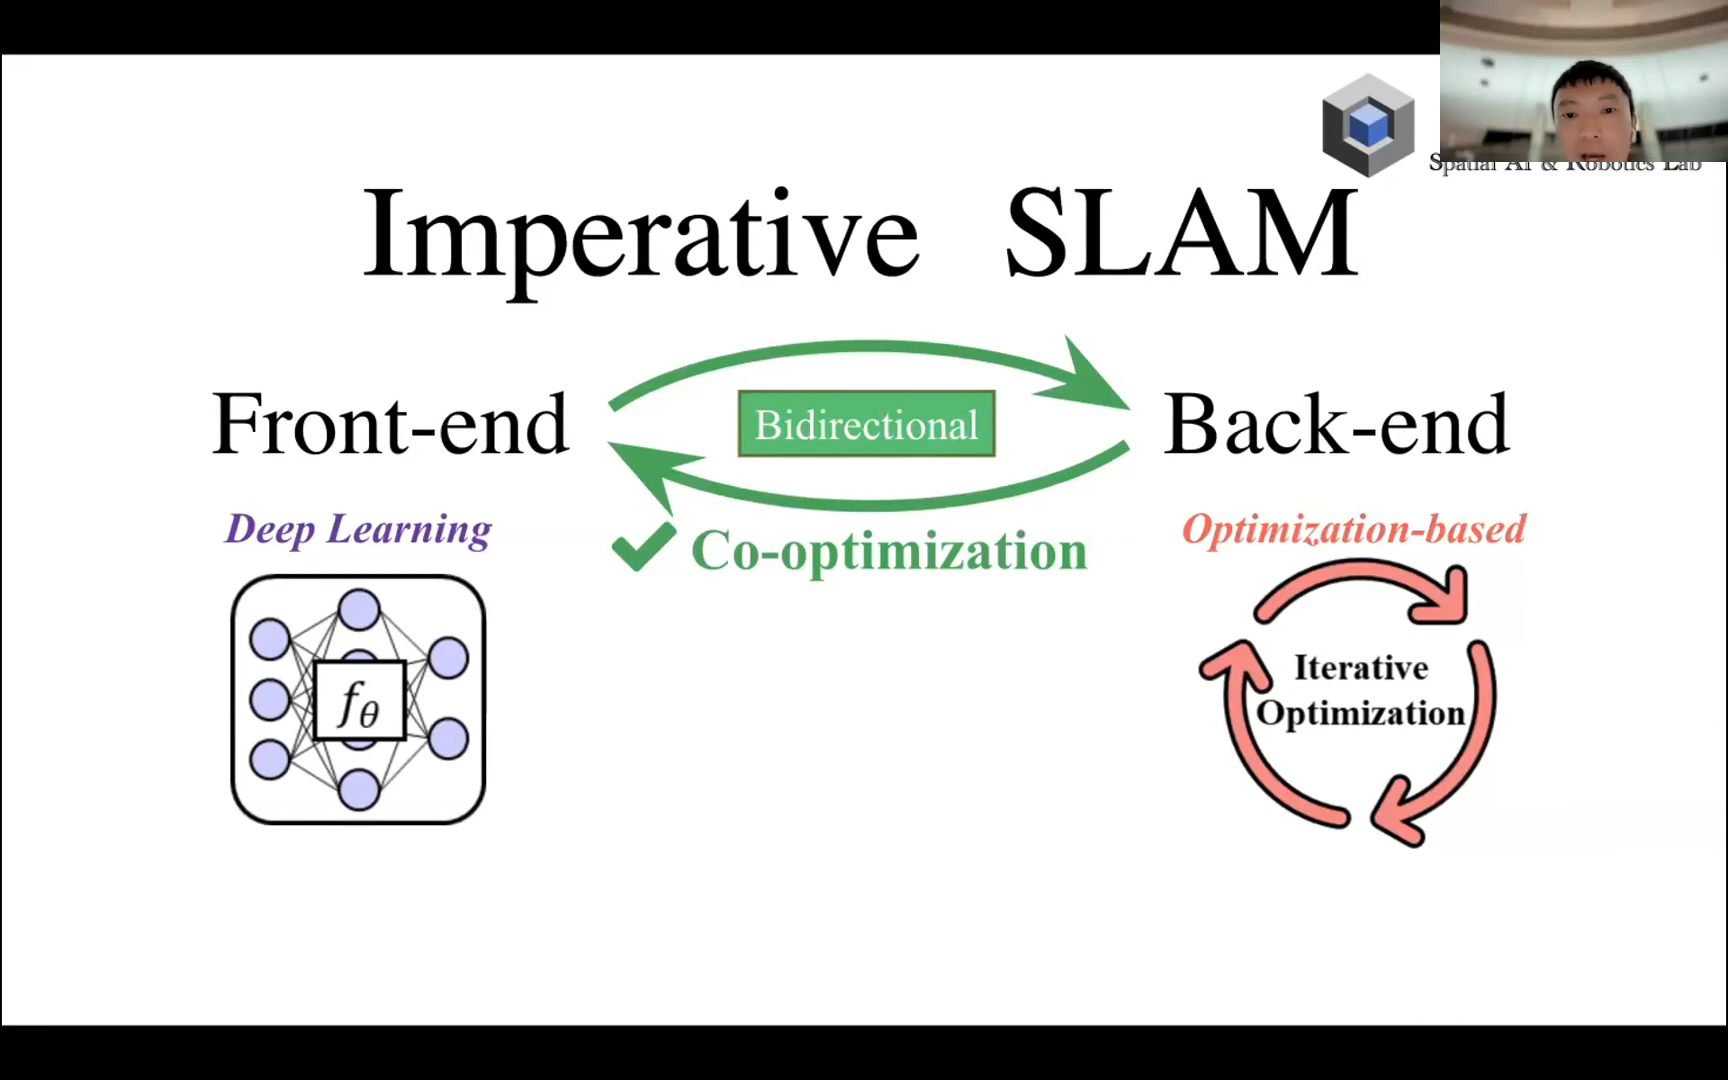 Spatial AI & Robotics Lab
Imperative SLAM
Front-end
Bidirectional
Back-end
Deep Learning
Co-optimization
Optimization-based
fθ
Iterative
Optimization